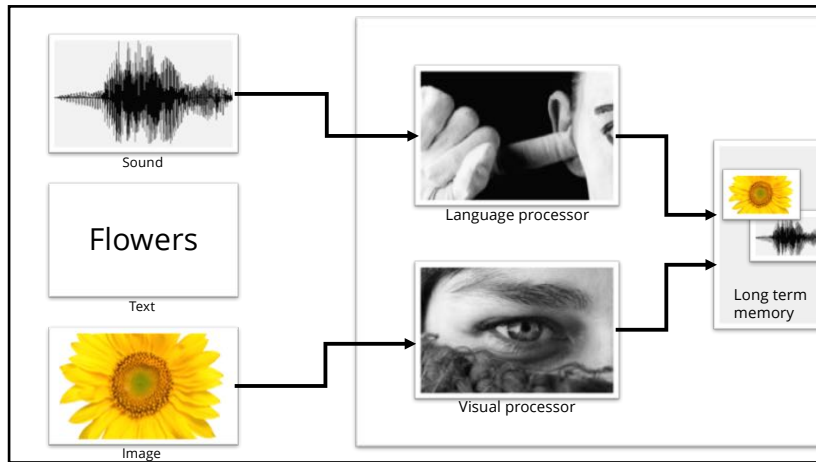 Sound
Flowers
Text
Image
Language processor
Visual processor
Long term
memory